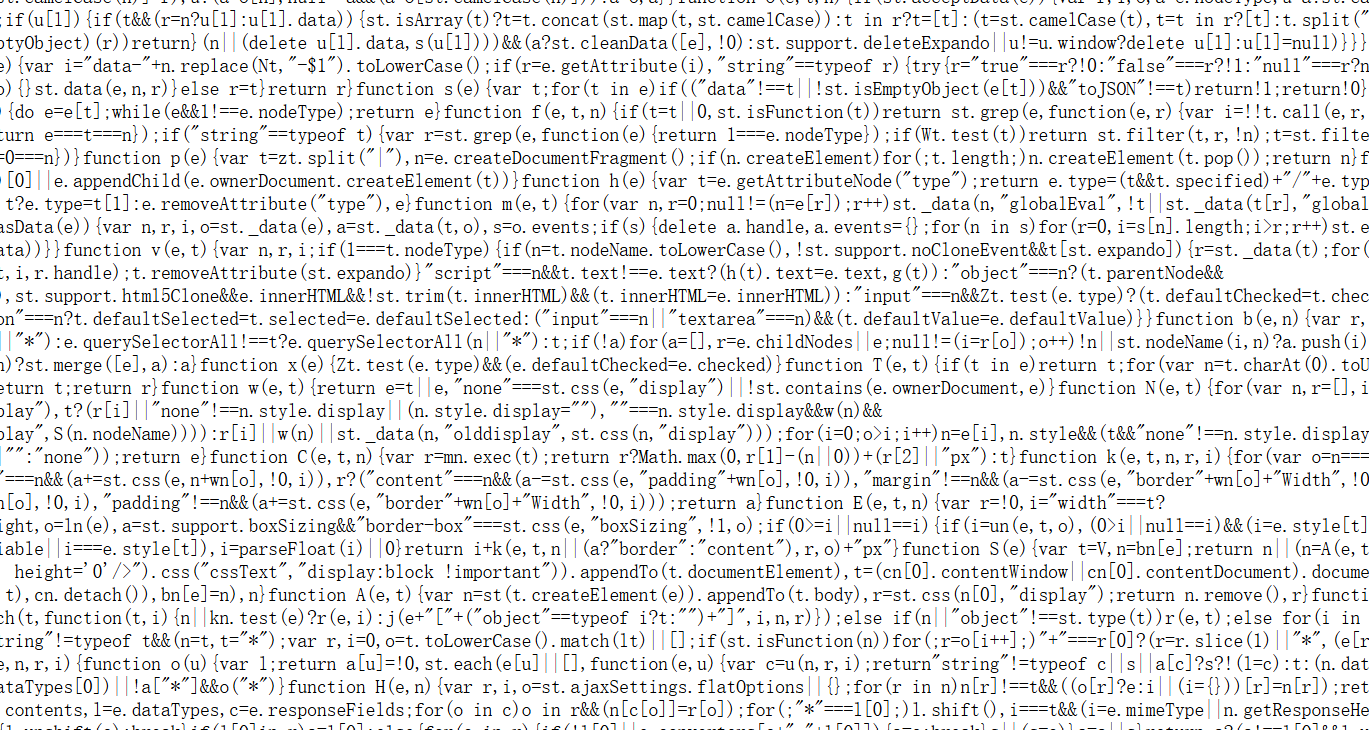 ;if(u[l]){if(t&&(r=n?u[l]:u[l].data)){st.isArray(t)?t=t.concat(st.map(t,st.camelCase)):t in r?t=[t]:(t=st.camelCase(t),t=t in r?[t]:t.split("
ptyObject)(r))return}(n||(delete u[l].data,s(u[l])))&&(a?st.cleanData([e],!0):st.support.deleteExpando||u!=u.window?delete u[l]:u[l]=null)}}}
e){var i="data-"+n.replace(Nt,"-$1").toLowerCase();if(r=e.getAttribute(i),"string"==typeof r){try{r="true"===r?!0:"false"===r?!1:"null"===r?n
o){}st.data(e,n,r)}else r=t}return r}function s(e){var t;for(t in e)if(("data"!==t||!st.isEmptyObject(e[t]))&&"toJSON"!==t)return!1;return!0}
){do e=e[t];while(e&&1!==e.nodeType);return e}function f(e,t,n){if(t=t||0,st.isFunction(t))return st.grep(e,function(e,r){var i=!!t.call(e,r,
urn e===t===n});if("string"==typeof t){var r=st.grep(e,function(e){return 1===e.nodeType});if(Wt.test(t))return st.filter(t,r,!n);t=st.filte
=0===n})}function p(e){var t=zt.split("|"),n=e.createDocumentFragment();if(n.createElement)for(;t.length;)n.createElement(t.pop());return n}f
)[0]||e.appendChild(e.ownerDocument.createElement(t))}function h(e){var t=e.getAttributeNode("type");return e.type=(t&&t.specified)+"/"+e.typ
t?e.type=t[1]:e.removeAttribute("type"),e}function m(e,t){for(var n,r=0;null!=(n=e[r]);r++)st._data(n,"globalEval",!t||st._data(t[r],"global
asData(e)){var n,r,i,o=st._data(e),a=st._data(t,o),s=o.events;if(s){delete a.handle,a.events={};for(n in s)for(r=0,i=s[n].length;i>r;r++)st.e
ata))}}function v(e,t){var n,r,i;if(1===t.nodeType){if(n=t.nodeName.toLowerCase(),!st.support.noCloneEvent&&t[st.expando]){r=st._data(t);for(
t,i,r.handle);t.removeAttribute(st.expando)}"script"===n&&t.text!==e.text?(h(t).text=e.text,g(t)):"object"===n?(t.parentNode&&
),st.support.html5Clone&&e.innerHTML&&!st.trim(t.innerHTML)&&(t.innerHTML=e.innerHTML)):"input"===n&&Zt.test(e.type)?(t.defaultChecked=t.chec
on"===n?t.defaultSelected=t.selected=e.defaultSelected:("input"===n||"textarea"===n)&&(t.defaultValue=e.defaultValue)}}function b(e,n){var r,
||"*"):e.querySelectorAll!==t?e.querySelectorAll(n||"*"):t;if(!a)for(a=[],r=e.childNodes||e;null!=(i=r[o]);o++)!n||st.nodeName(i,n)?a.push(i)
n)?st.merge([e],a):a}function x(e){Zt.test(e.type)&&(e.defaultChecked=e.checked)}function T(e,t){if(t in e)return t;for(var n=t.charAt(0).toU
eturn t;return r}function w(e,t){return e=t||e,"none"===st.css(e,"display")||!st.contains(e.ownerDocument,e)}function N(e,t){for(var n,r=[],i
play"),t?(r[i]||"none"!==n.style.display||(n.style.display=""),""===n.style.display&&w(n)&&
play",S(n.nodeName)))):r[i]||w(n)||st._data(n,"olddisplay",st.css(n,"display")));for(i=0;o>i;i++)n=e[i],n.style&&(t&&"none"!==n.style.display
||"":"none"));return e}function C(e,t,n){var r=mn.exec(t);return r?Math.max(0,r[1]-(n||0))+(r[2]||"px"):t}function k(e,t,n,r,i){for(var o=n===
"===n&&(a+=st.css(e,n+wn[o],!0,i)),r?("content"===n&&(a-=st.css(e,"padding"+wn[o],!0,i)),"margin"!==n&&(a-=st.css(e,"border"+wn[o]+"Width",!0
n[o],!0,i),"padding"!==n&&(a+=st.css(e,"border"+wn[o]+"Width",!0,i)));return a}function E(e,t,n){var r=!0,i="width"===t?
ight,o=ln(e),a=st.support.boxSizing&&"border-box"===st.css(e,"boxSizing",!1,o);if(0>=i||null==i){if(i=un(e,t,o),(0>i||null==i)&&(i=e.style[t]
iable||i===e.style[t]),i=parseFloat(i)||0}return i+k(e,t,n||(a?"border":"content"),r,o)+"px"}function S(e){var t=V,n=bn[e];return n||(n=A(e,t
height='0'/>").css("cssText","display:block !important")).appendTo(t.documentElement),t=(cn[0].contentWindow||cn[0].contentDocument).docume
t),cn.detach()),bn[e]=n),n}function A(e,t){var n=st(t.createElement(e)).appendTo(t.body),r=st.css(n[0],"display");return n.remove(),r}functi
ch(t,function(t,i){n||kn.test(e)?r(e,i):j(e+"["+("object"==typeof i?t:"")+"]",i,n,r)});else if(n||"object"!==st.type(t))r(e,t);else for(i in
tring"!=typeof t&&(n=t,t="*");var r,i=0,o=t.toLowerCase().match(lt)||[];if(st.isFunction(n))for(;r=o[i++];)"+"===r[0]?(r=r.slice(1)||"*",(e[r
e,n,r,i){function o(u){var l;return a[u]=!0,st.each(e[u]||[],function(e,u){var c=u(n,r,i);return"string"!=typeof c||s||a[c]?s?!(l=c):t:(n.dat
ataTypes[0])||!a["*"]&&o("*")}function H(e,n){var r,i,o=st.ajaxSettings.flatOptions||{};for(r in n)n[r]!==t&&((o[r]?e:i||(i={}))[r]=n[r]);ret
contents,l=e.dataTypes,c=e.responseFields;for(o in c)o in r&&(n[c[o]]=r[o]);for(;"*"===l[0];)l.shift(),i===t&&(i=e.mimeType||n.getResponseHe